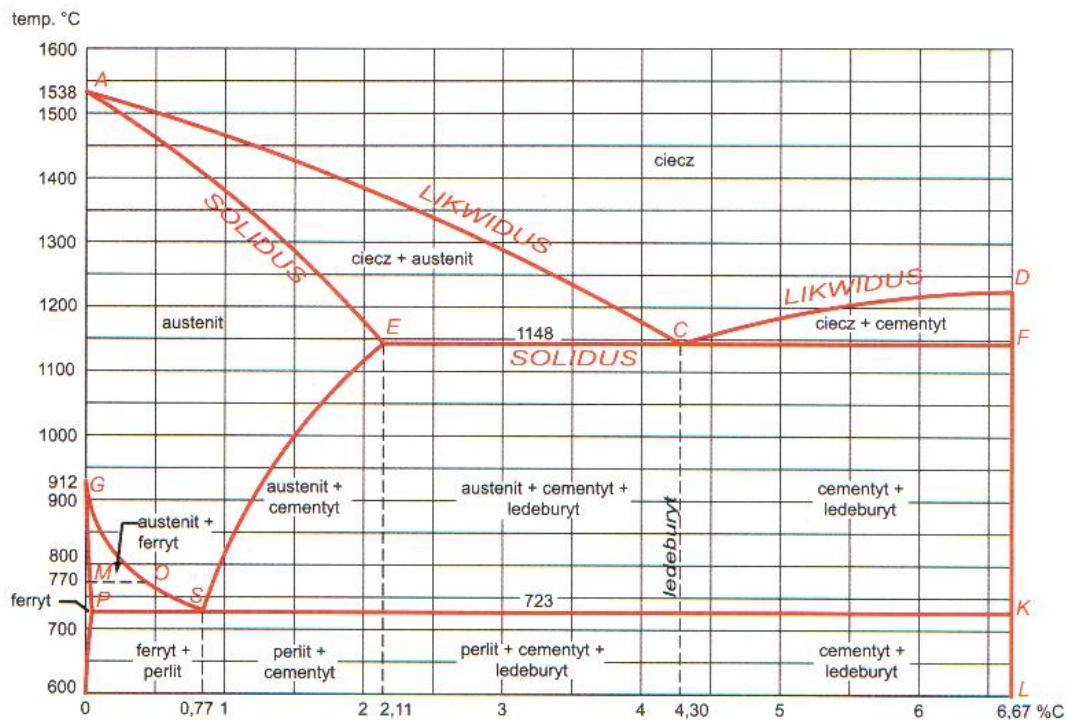 temp. °C
1600
1538
A
1500
ciecz
1400
LIKWIDUS
SOLIDUS
1300
ciecz + austenit
D
LIKWIDUS
1200
austenit
ciecz + cementyt
E
1148
C
F
SOLIDUS
1100
1000
912
G
900
austenit +
cementyt
austenit + cementyt +
ledeburyt
ledeburyt
cementyt +
ledeburyt
austenit +
ferryt
800
770
M
O
ferryt
P
S
723
K
700
ferryt +
perlit
perlit +
cementyt
perlit + cementyt +
ledeburyt
cementyt +
ledeburyt
600
L
0 0,77 1 2 2,11 3 4 4,30 5 6 6,67 %C